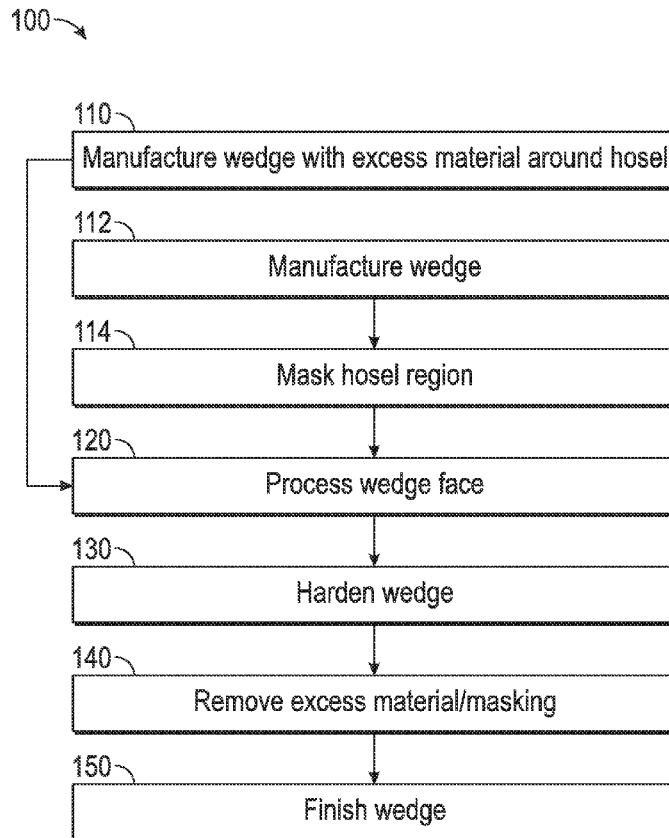 100
110
Manufacture wedge with excess material around hosel
112
Manufacture wedge
114
Mask hosel region
120
Process wedge face
130
Harden wedge
140
Remove excess material/masking
150
Finish wedge